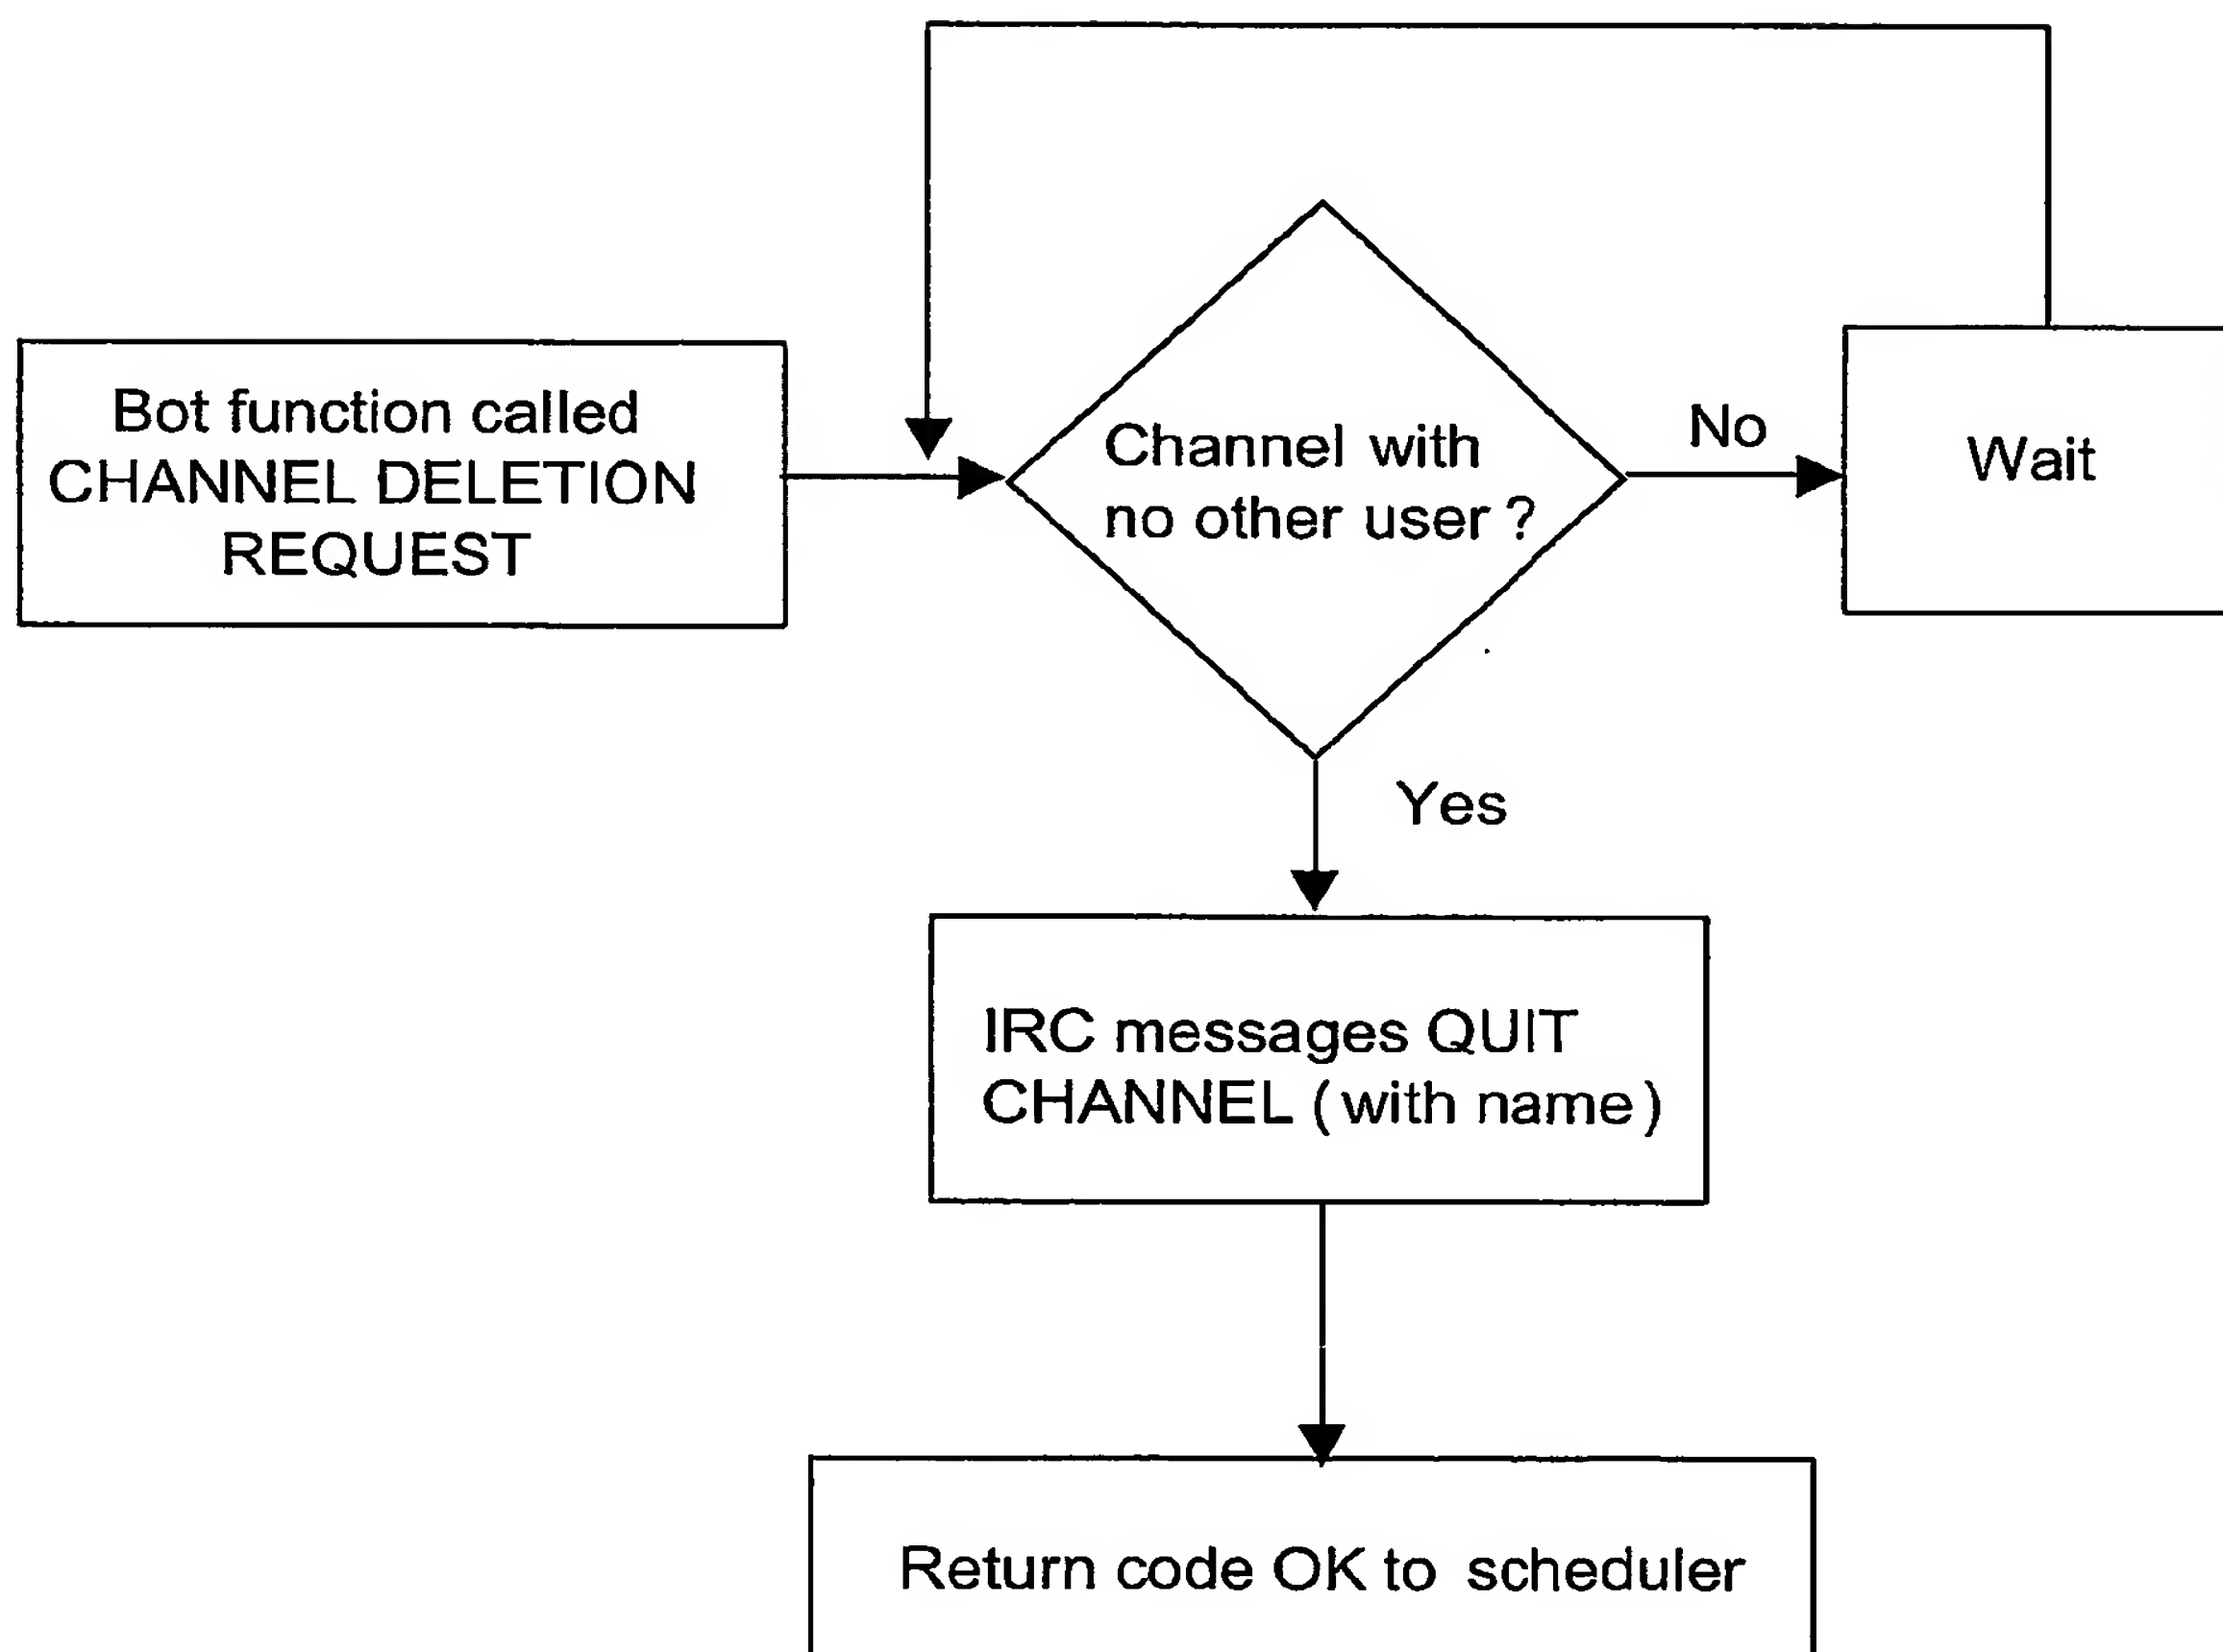 Bot function called
CHANNEL DELETION
REQUEST
Channel with
no other user ?
No
Wait
Yes
IRC messages QUIT
CHANNEL (with name)
Return code OK to scheduler